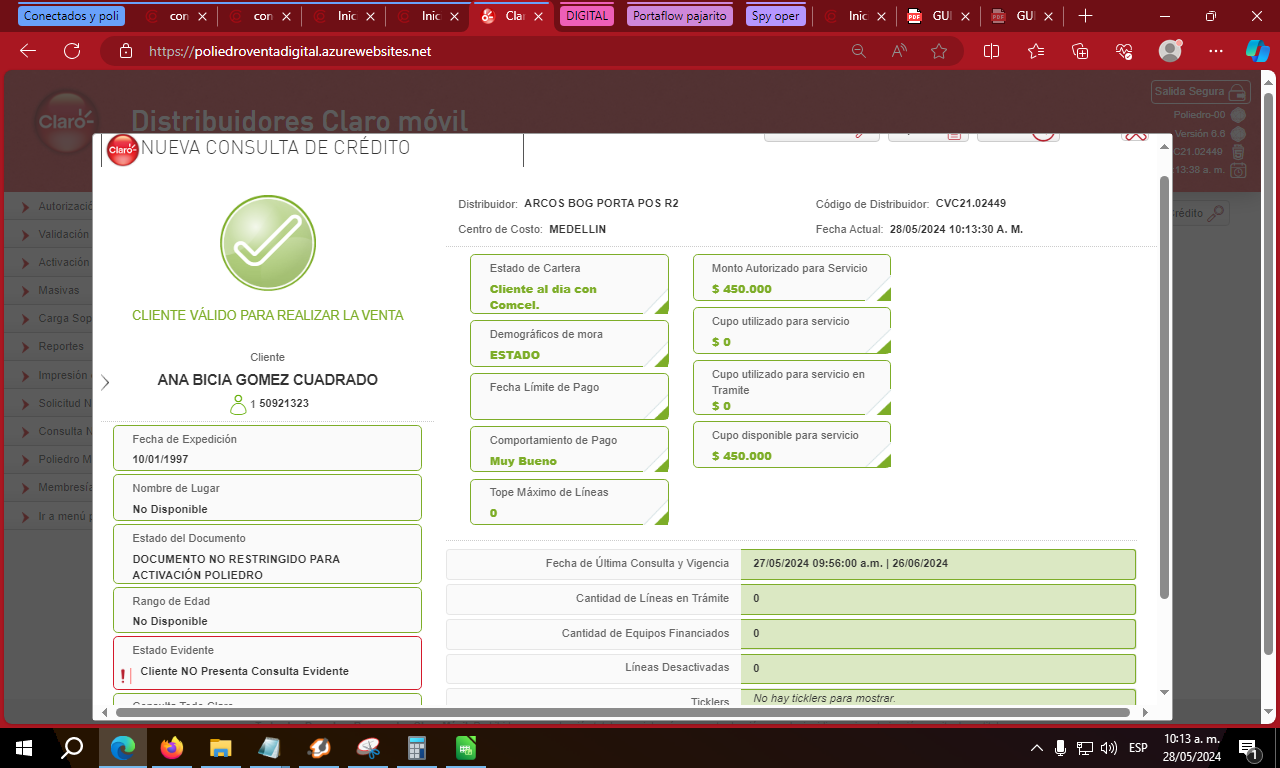 Conectados y poli
con
con
Inic
Inic
Clar
DIGITAL
Portaflow pajarito
Spy oper
Inic
GUI
GUI
https://poliedroventadigital.azurewebsites.net
Claro
Distribuidores Claro móvil
Salida Segura
Poliedro-00
Versión 6.6
C21.02449
13:38 a. m.
Autorizació
Validación
Activación
Masivas
Carga Sop
Reportes
Impresión
Solicitud N
Consulta N
Poliedro M
Membresía
Ir a menú p
rédito
Claro
NUEVA CONSULTA DE CRÉDITO
CLIENTE VÁLIDO PARA REALIZAR LA VENTA
Cliente
ANA BICIA GOMEZ CUADRADO
1 50921323
Fecha de Expedición
10/01/1997
Nombre de Lugar
No Disponible
Estado del Documento
DOCUMENTO NO RESTRINGIDO PARA
ACTIVACIÓN POLIEDRO
Rango de Edad
No Disponible
Estado Evidente
Cliente NO Presenta Consulta Evidente
Distribuidor: ARCOS BOG PORTA POS R2
Código de Distribuidor: CVC21.02449
Centro de Costo: MEDELLIN
Fecha Actual: 28/05/2024 10:13:30 A. M.
Estado de Cartera
Cliente al dia con
Comcel.
Demográficos de mora
ESTADO
Fecha Límite de Pago
Comportamiento de Pago
Muy Bueno
Tope Máximo de Líneas
0
Monto Autorizado para Servicio
$ 450.000
Cupo utilizado para servicio
$ 0
Cupo utilizado para servicio en
Tramite
$ 0
Cupo disponible para servicio
$ 450.000
Fecha de Última Consulta y Vigencia 27/05/2024 09:56:00 a.m. | 26/06/2024
Cantidad de Líneas en Trámite 0
Cantidad de Equipos Financiados 0
Líneas Desactivadas 0
Ticklers No hay ticklers para mostrar.
ESP
10:13 a. m.
28/05/2024
1